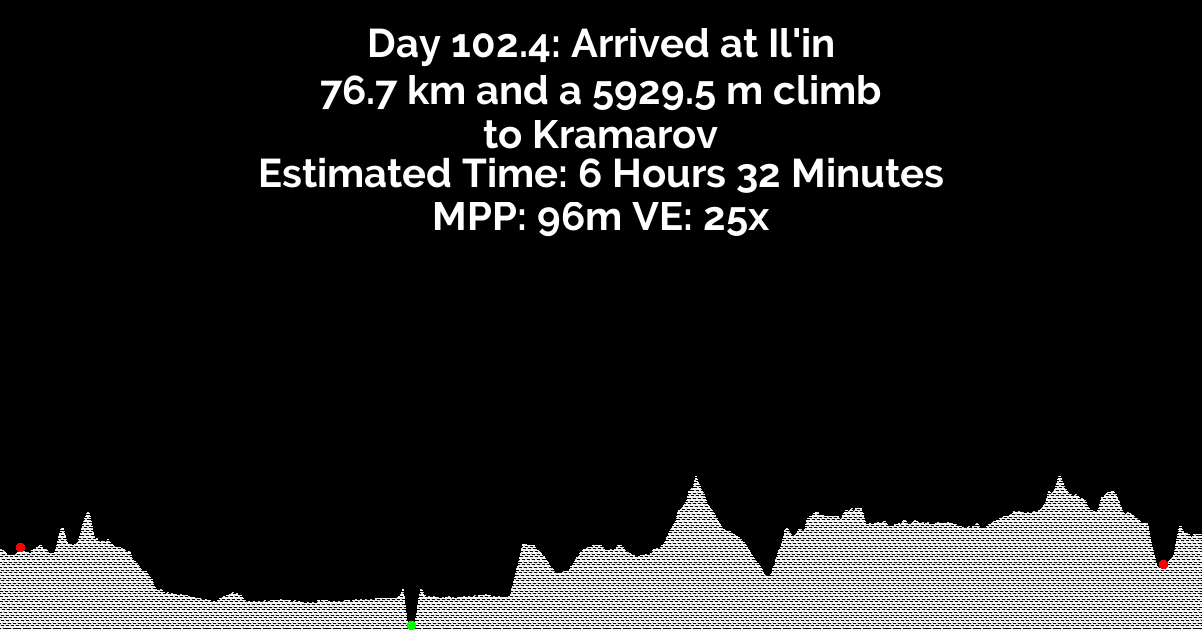 Day 102.4: Arrived at Il'in
76.7 km and a 5929.5 m climb
to Kramarov
Estimated Time: 6 Hours 32 Minutes
MPP: 96m VE: 25x